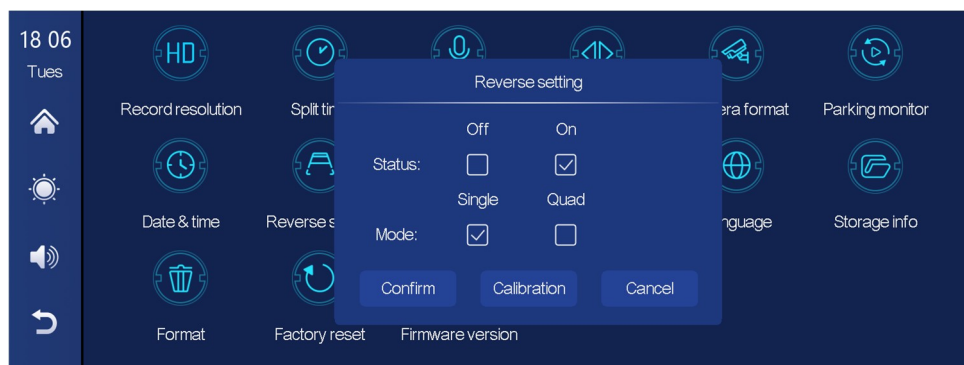 18 06
Tues
HD
Record resolution
Split tim
era format
Parking monitor
Date & time
Reverse s
nguage
Storage info
Format
Factory reset
Firmware version
Reverse setting
Off On
Status:
Single Quad
Mode:
Confirm Calibration Cancel